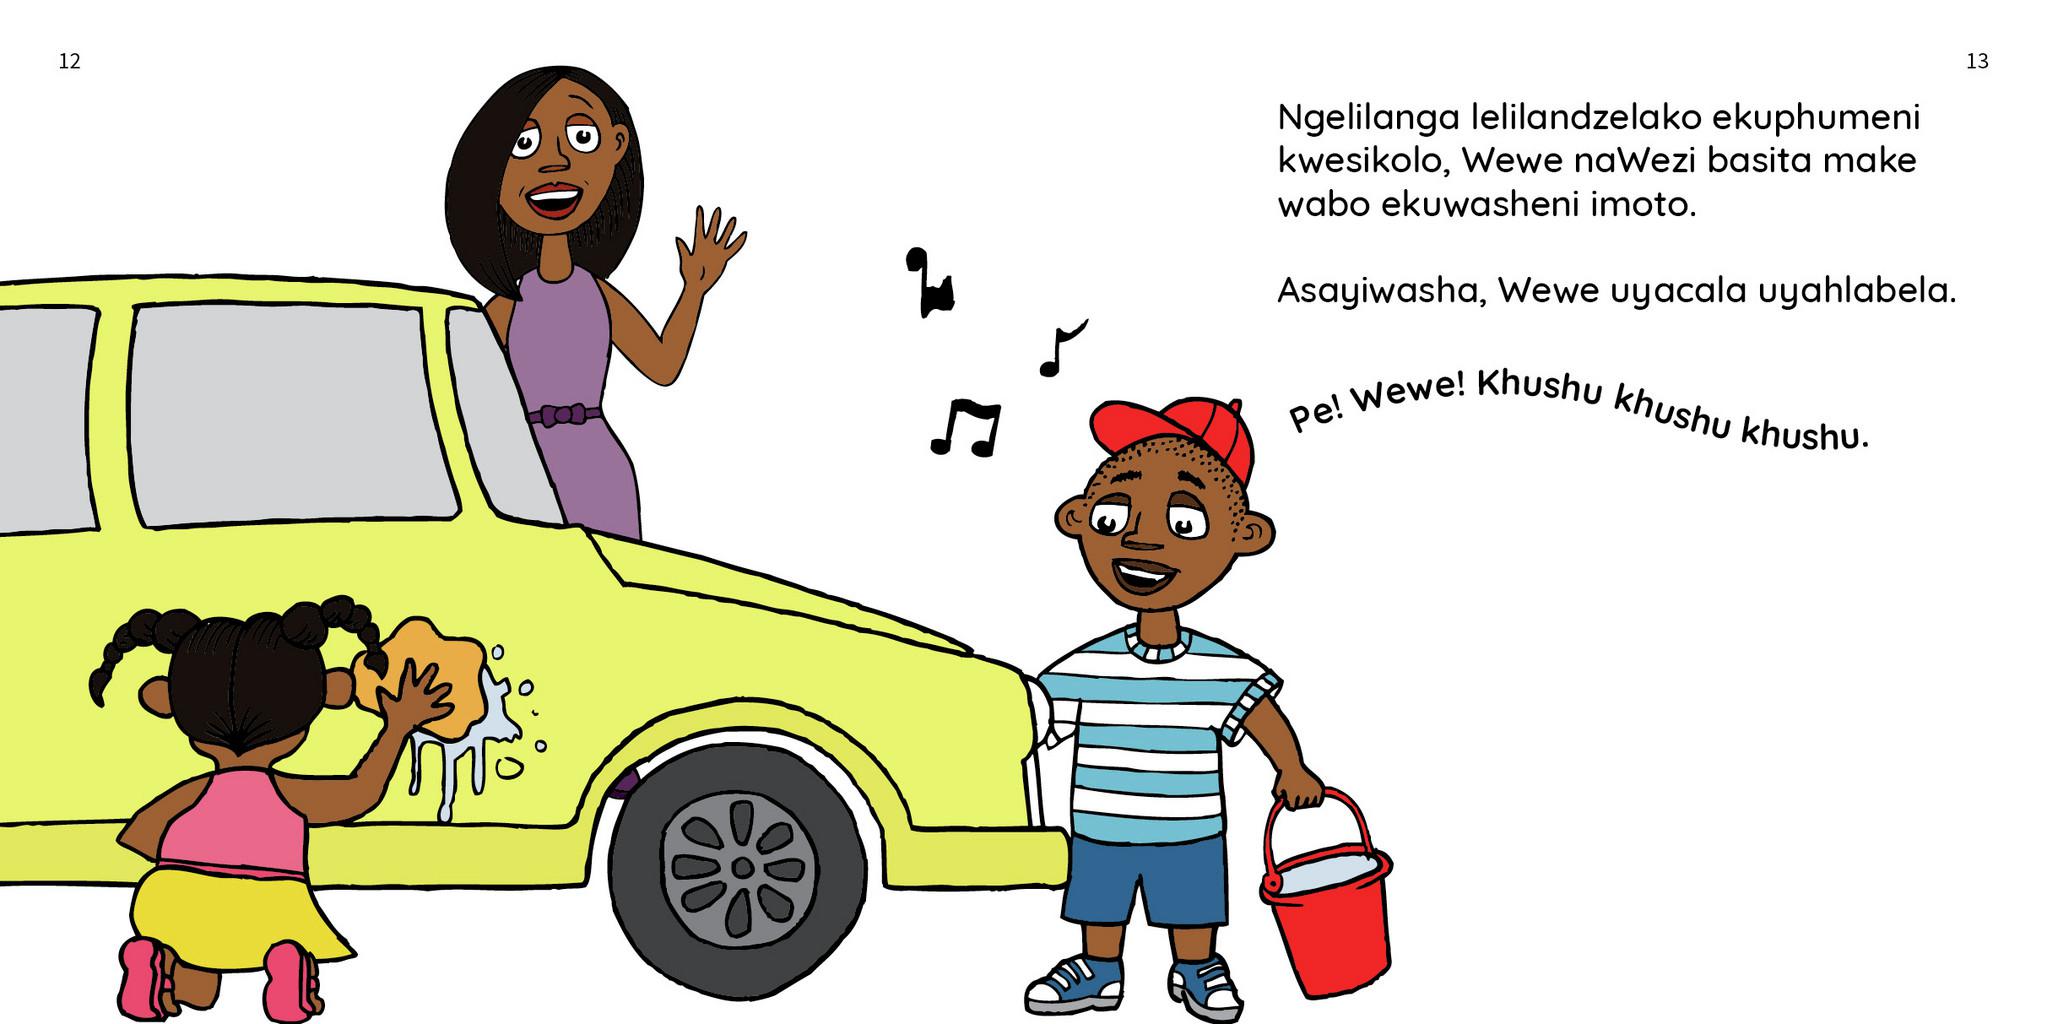 12
13
Ngelilanga lelilandzelako ekuphumeni
kwesikolo, Wewe naWezi basita make
wabo ekuwasheni imoto.
Asayiwasha, Wewe uyacala uyahlabela.
Pe! Wewe! Khushu khushu khushu.